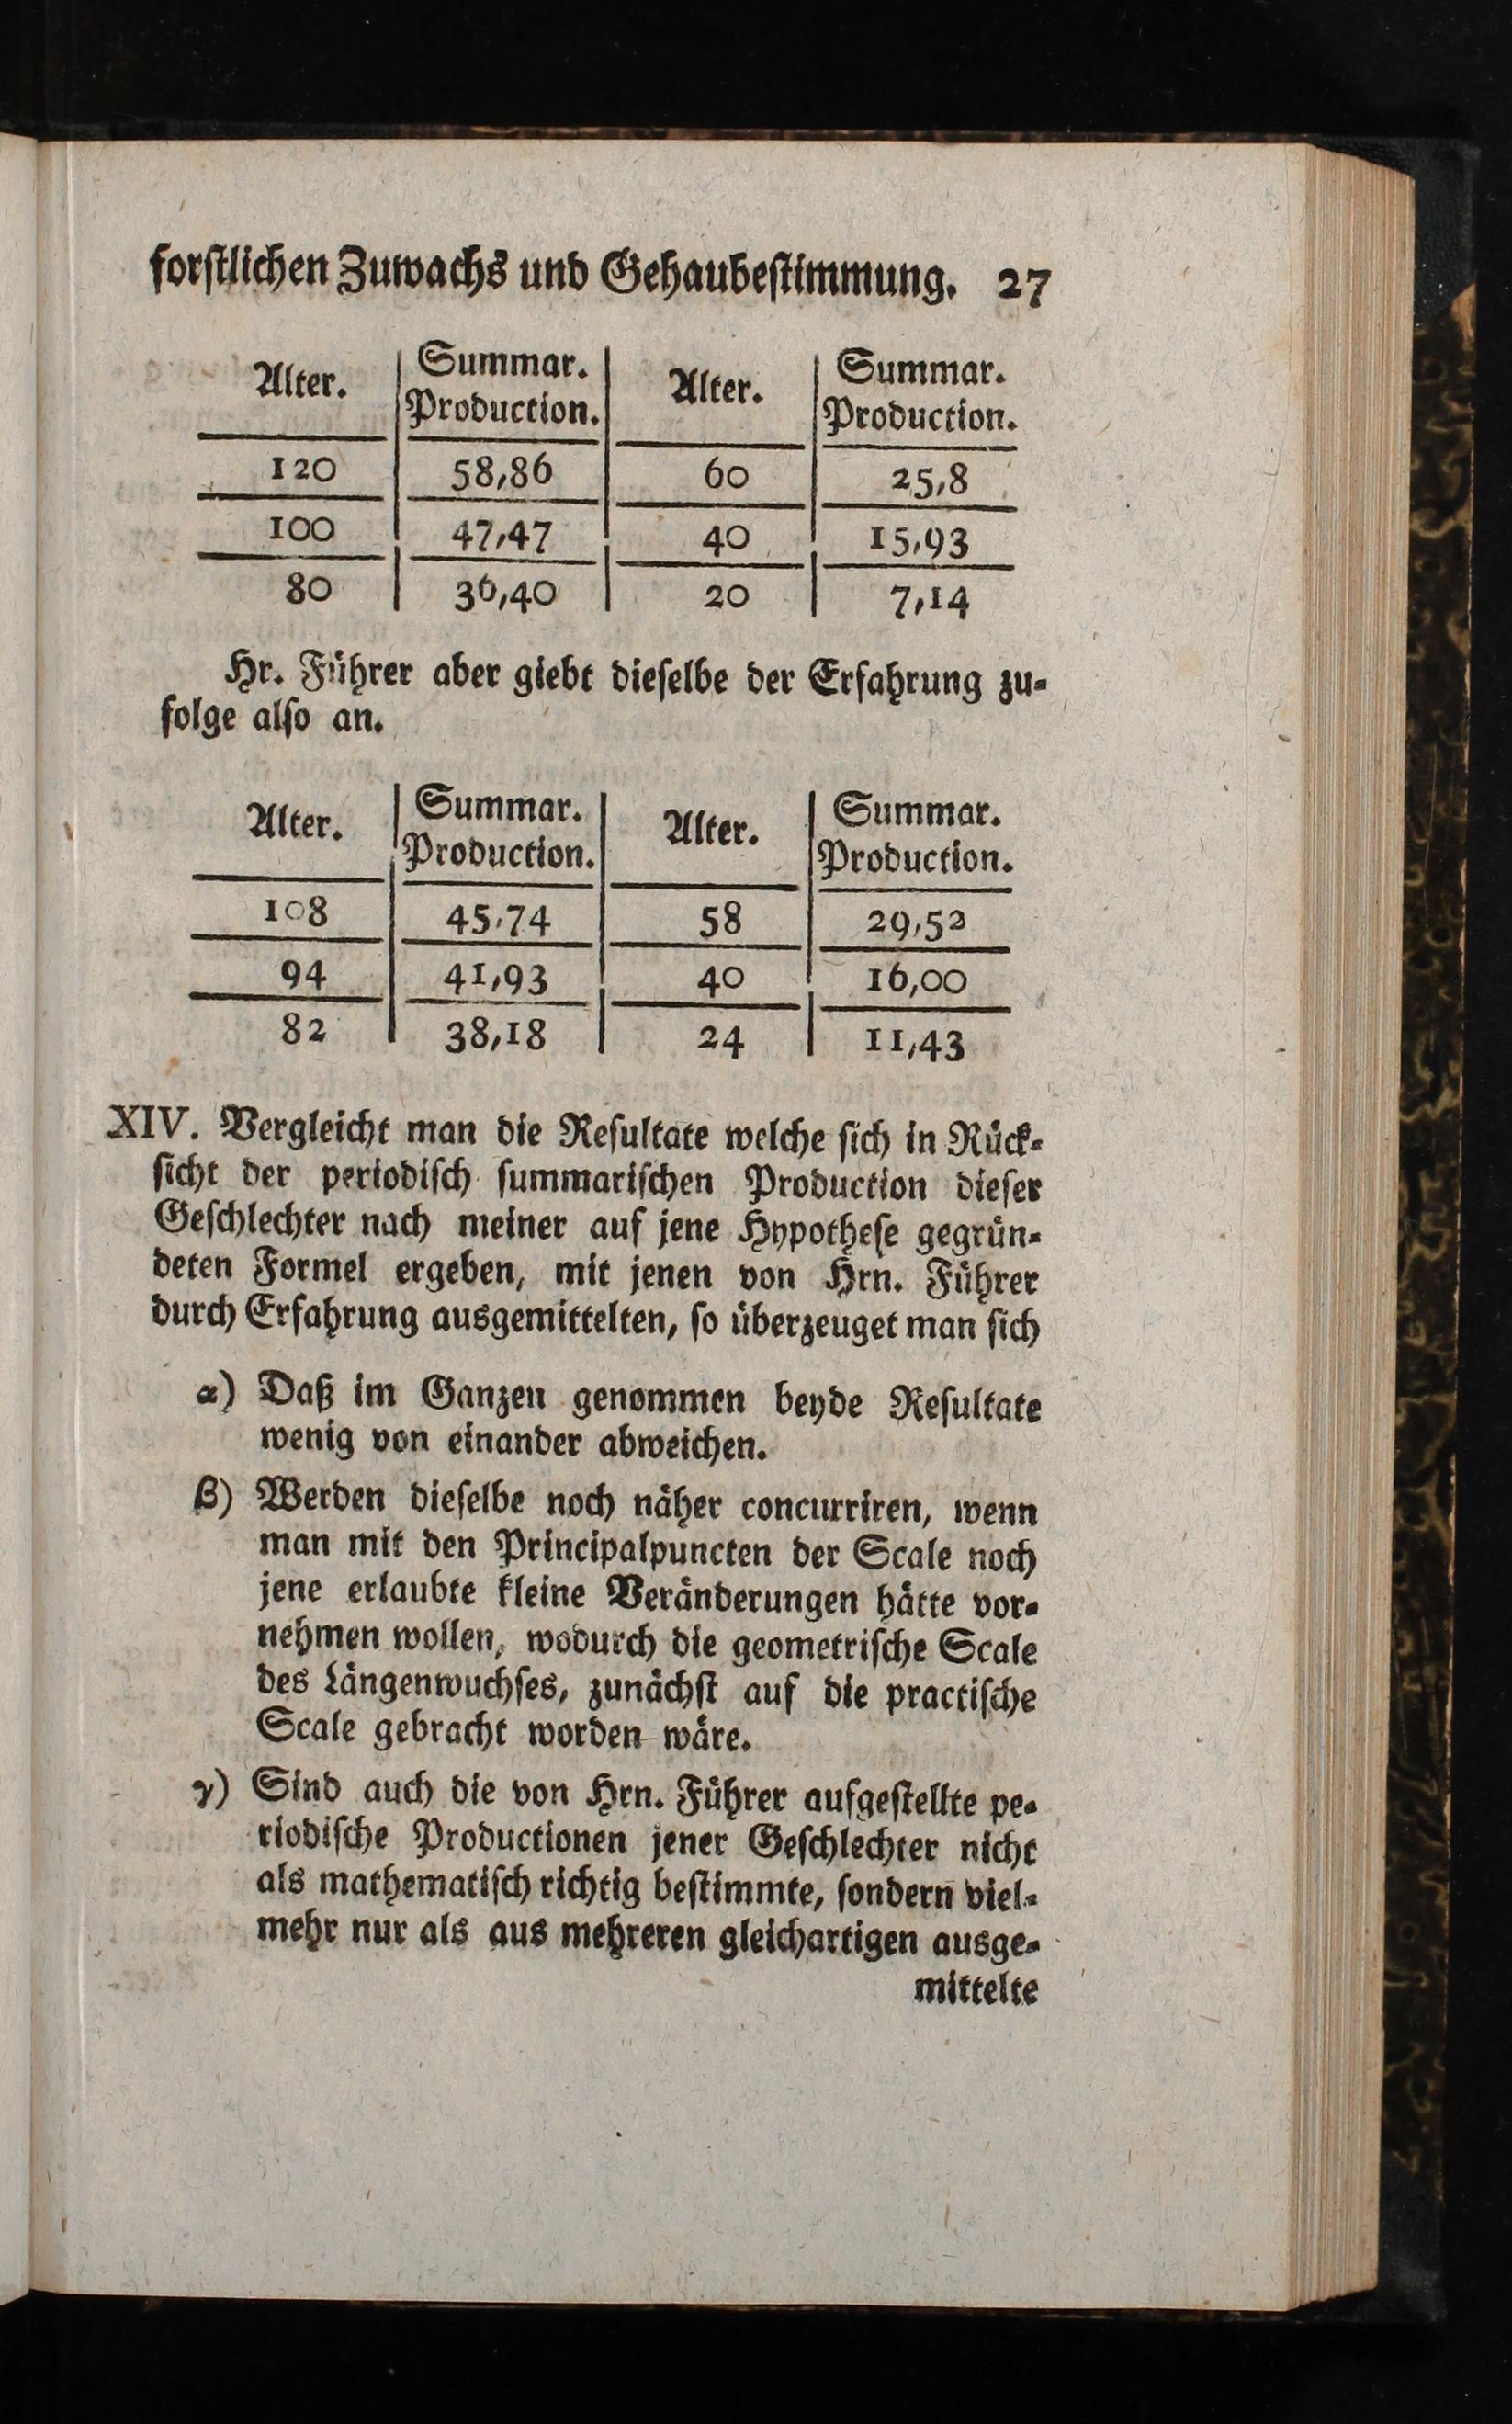 forſtlichen Zuwachs und Gehaubeſtimmung. 27
Alter. Summar. Production. Alter. Summar. Production.
120 58,86 60 25,8
100 47,47 40 15,93
80 36,40 20 7,14
Hr. Führer aber giebt dieſelbe der Erfahrung zu-
folge alſo an.
Alter. Summar. Production. Alter. Summar. Production.
108 45,74 58 29,52
94 41,93 40 16,00
82 38,18 24 11,43
XIV. Vergleicht man die Reſultate welche ſich in Rück-
ſicht der periodiſch ſummariſchen Production dieſer
Geſchlechter nach meiner auf jene Hypotheſe gegrün-
deten Formel ergeben, mit jenen von Hrn. Führer
durch Erfahrung ausgemittelten, ſo überzeuget man ſich
α) Daß im Ganzen genommen beyde Reſultate
wenig von einander abweichen.
β) Werden dieſelbe noch näher concurriren, wenn
man mit den Principalpuncten der Scale noch
jene erlaubte kleine Veränderungen hätte vor-
nehmen wollen, wodurch die geometriſche Scale
des Längenwuchſes, zunächſt auf die practiſche
Scale gebracht worden wäre.
γ) Sind auch die von Hrn. Führer aufgeſtellte pe-
riodiſche Productionen jener Geſchlechter nicht
als mathematiſch richtig beſtimmte, ſondern viel-
mehr nur als aus mehreren gleichartigen ausge-
mittelte